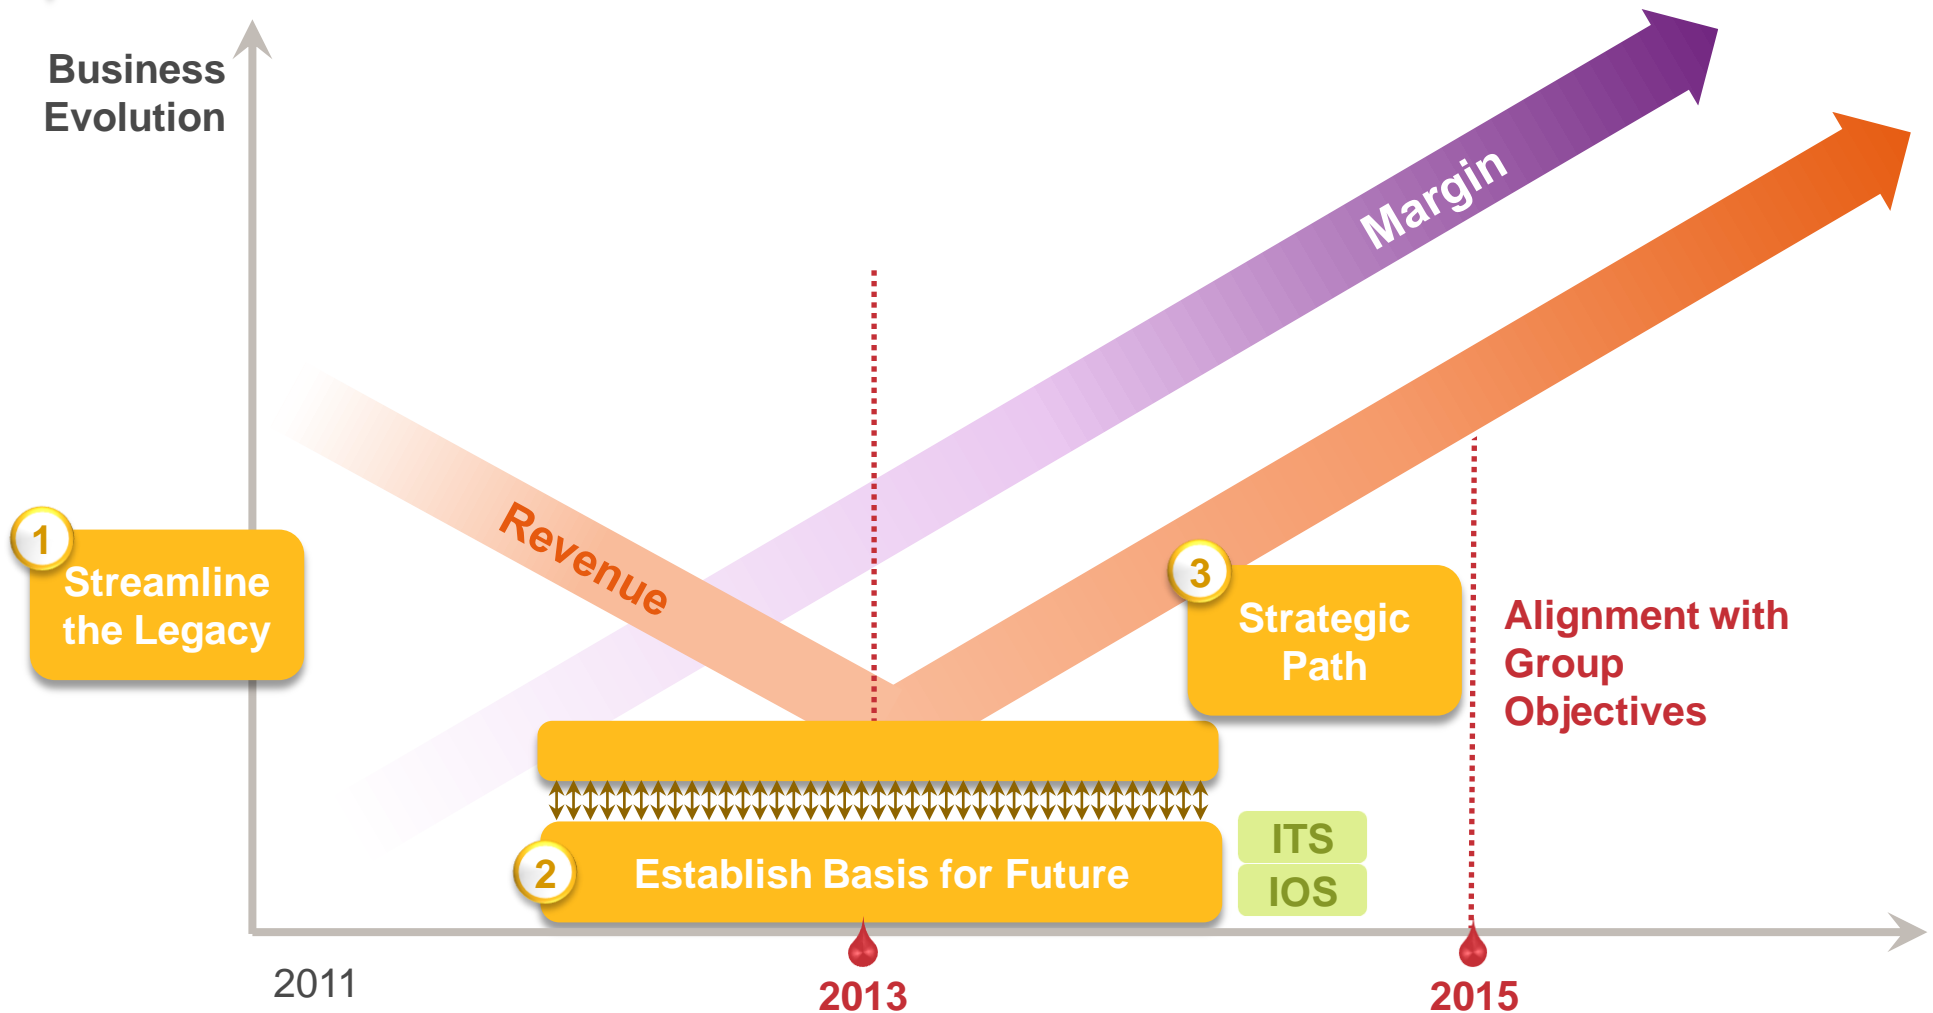 Business
Evolution
Margin
Revenue
1
Streamline
the Legacy
3
Strategic
Path
Alignment with
Group
Objectives
2
Establish Basis for Future
ITS
IOS
2011
2013
2015